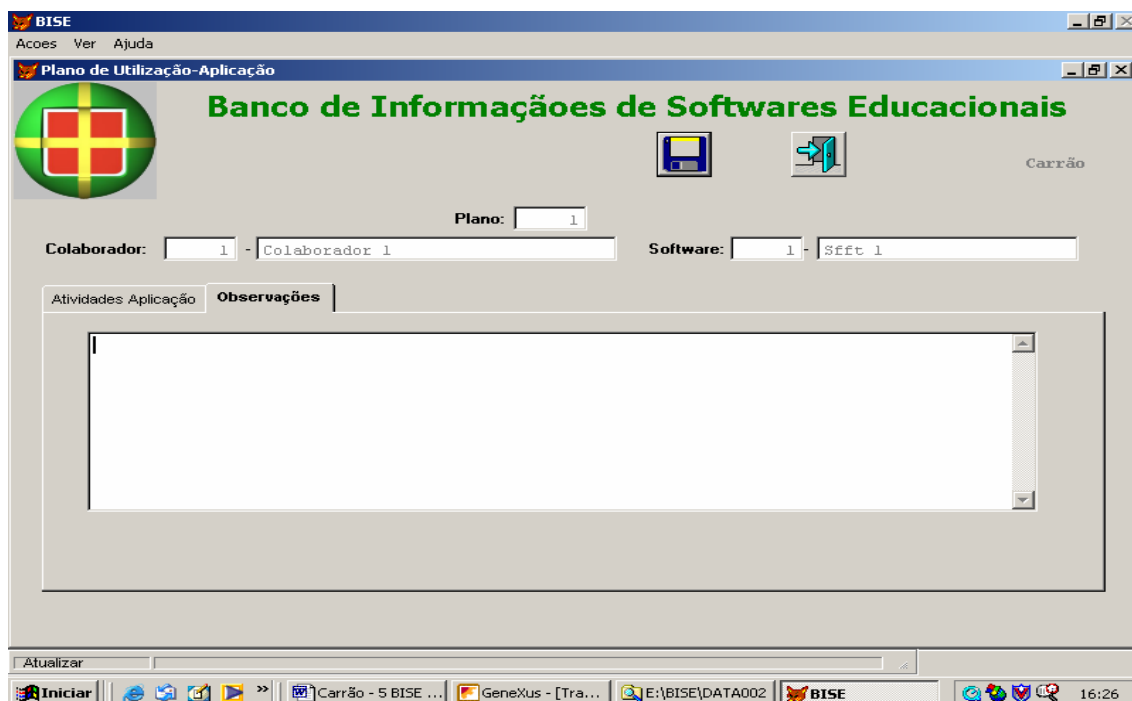 BISE
Acoes Ver Ajuda
Plano de Utilização-Aplicação
Banco de Informaçãoes de Softwares Educacionais
Carrão
Plano: 1
Colaborador: 1 - Colaborador 1 Software: 1 - Sfft 1
Atividades Aplicação Observações
Atualizar
Iniciar » Carrão - 5 BISE ... GeneXus - [Tra... E:\BISE\DATA002 BISE 16:26